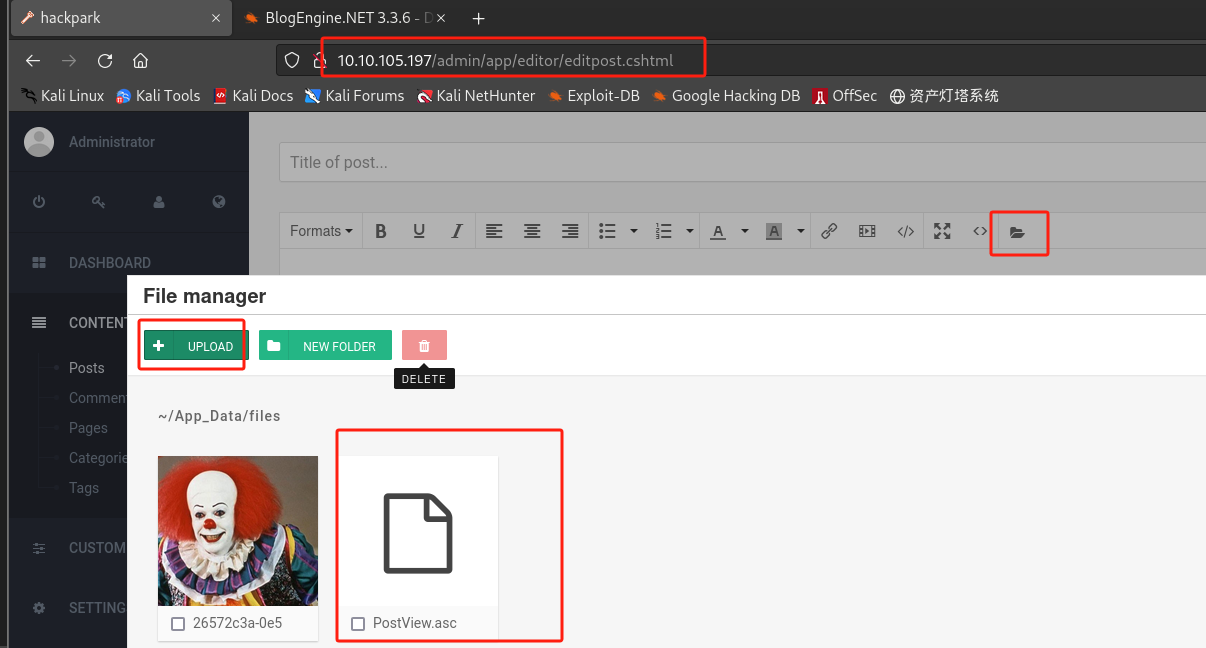 hackpark
BlogEngine.NET 3.3.6 - D
10.10.105.197/admin/app/editor/editpost.cshtml
Kali Linux Kali Tools Kali Docs Kali Forums Kali NetHunter Exploit-DB Google Hacking DB OffSec 资产灯塔系统
Administrator
Title of post...
Formats
DASHBOARD
File manager
CONTENT
UPLOAD NEW FOLDER
DELETE
Posts
Commen
Pages
Categorie
Tags
~/App_Data/files
CUSTOM
SETTING
26572c3a-0e5
PostView.asc